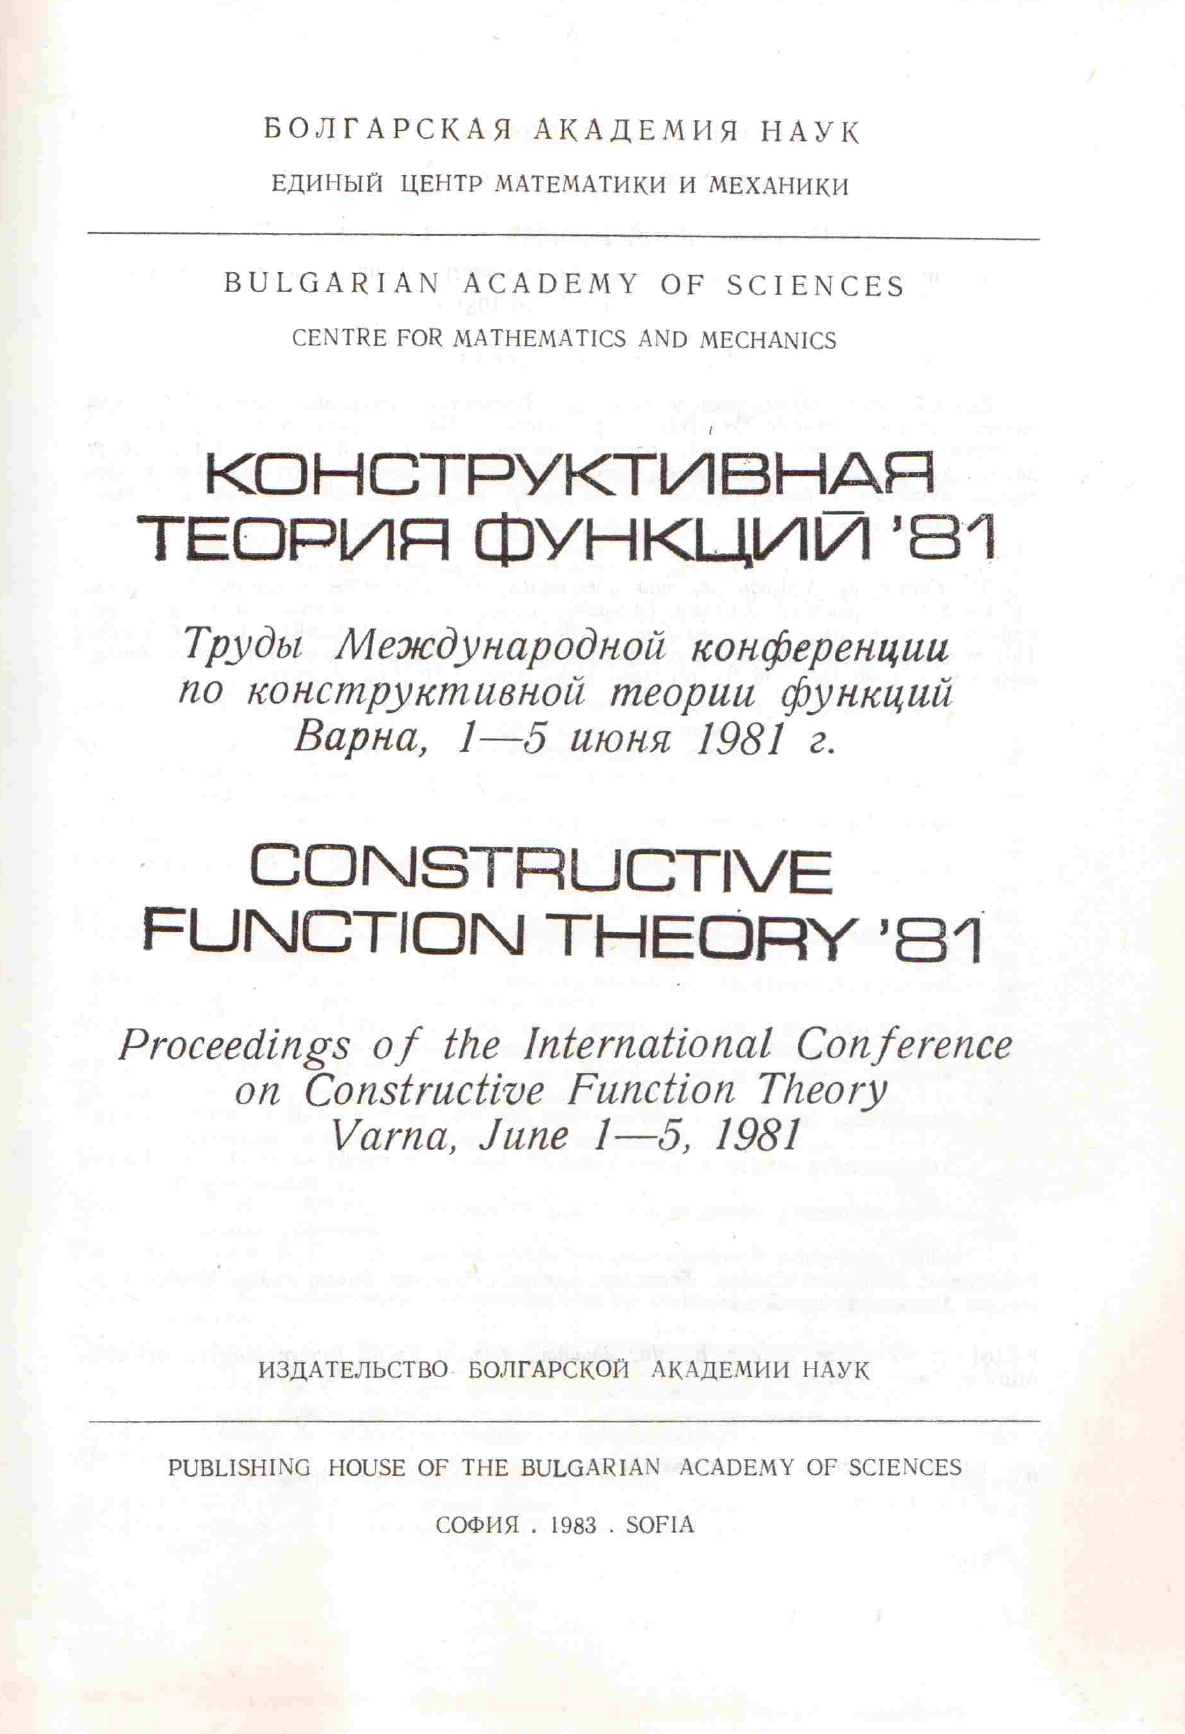 БОЛГАРСКАЯ АКАДЕМИЯ НАУК
ЕДИНЫЙ ЦЕНТР МАТЕМАТИКИ И МЕХАНИКИ
BULGARIAN ACADEMY OF SCIENCES
CENTRE FOR MATHEMATICS AND MECHANICS
КОНСТРУКТИВНАЯ
ТЕОРИЯ ФУНКЦИЙ '81
Труды Международной конференции
по конструктивной теории функций
Варна, 1—5 июня 1981 г.
CONSTRUCTIVE
FUNCTION THEORY '81
Proceedings of the International Conference
on Constructive Function Theory
Varna, June 1—5, 1981
ИЗДАТЕЛЬСТВО БОЛГАРСКОЙ АКАДЕМИИ НАУК
PUBLISHING HOUSE OF THE BULGARIAN ACADEMY OF SCIENCES
СОФИЯ . 1983 . SOFIA